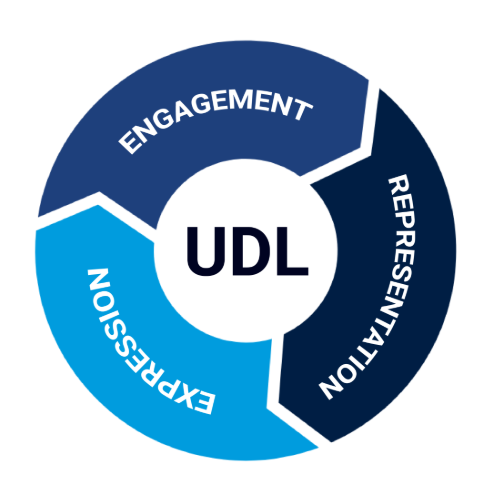 ENGAGEMENT
REPRESENTATION
EXPRESSION
UDL